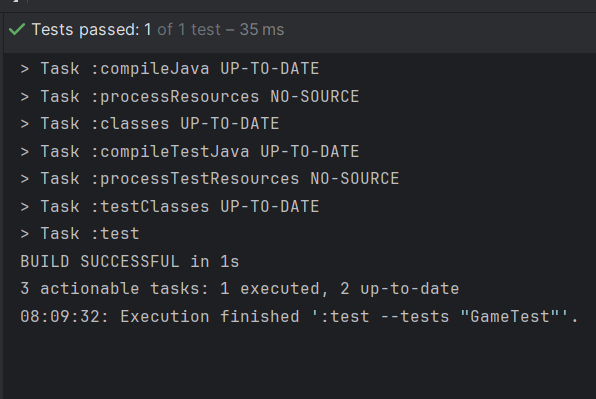 Tests passed: 1 of 1 test – 35 ms
> Task :compileJava UP-TO-DATE
> Task :processResources NO-SOURCE
> Task :classes UP-TO-DATE
> Task :compileTestJava UP-TO-DATE
> Task :processTestResources NO-SOURCE
> Task :testClasses UP-TO-DATE
> Task :test
BUILD SUCCESSFUL in 1s
3 actionable tasks: 1 executed, 2 up-to-date
08:09:32: Execution finished ':test --tests "GameTest"'.